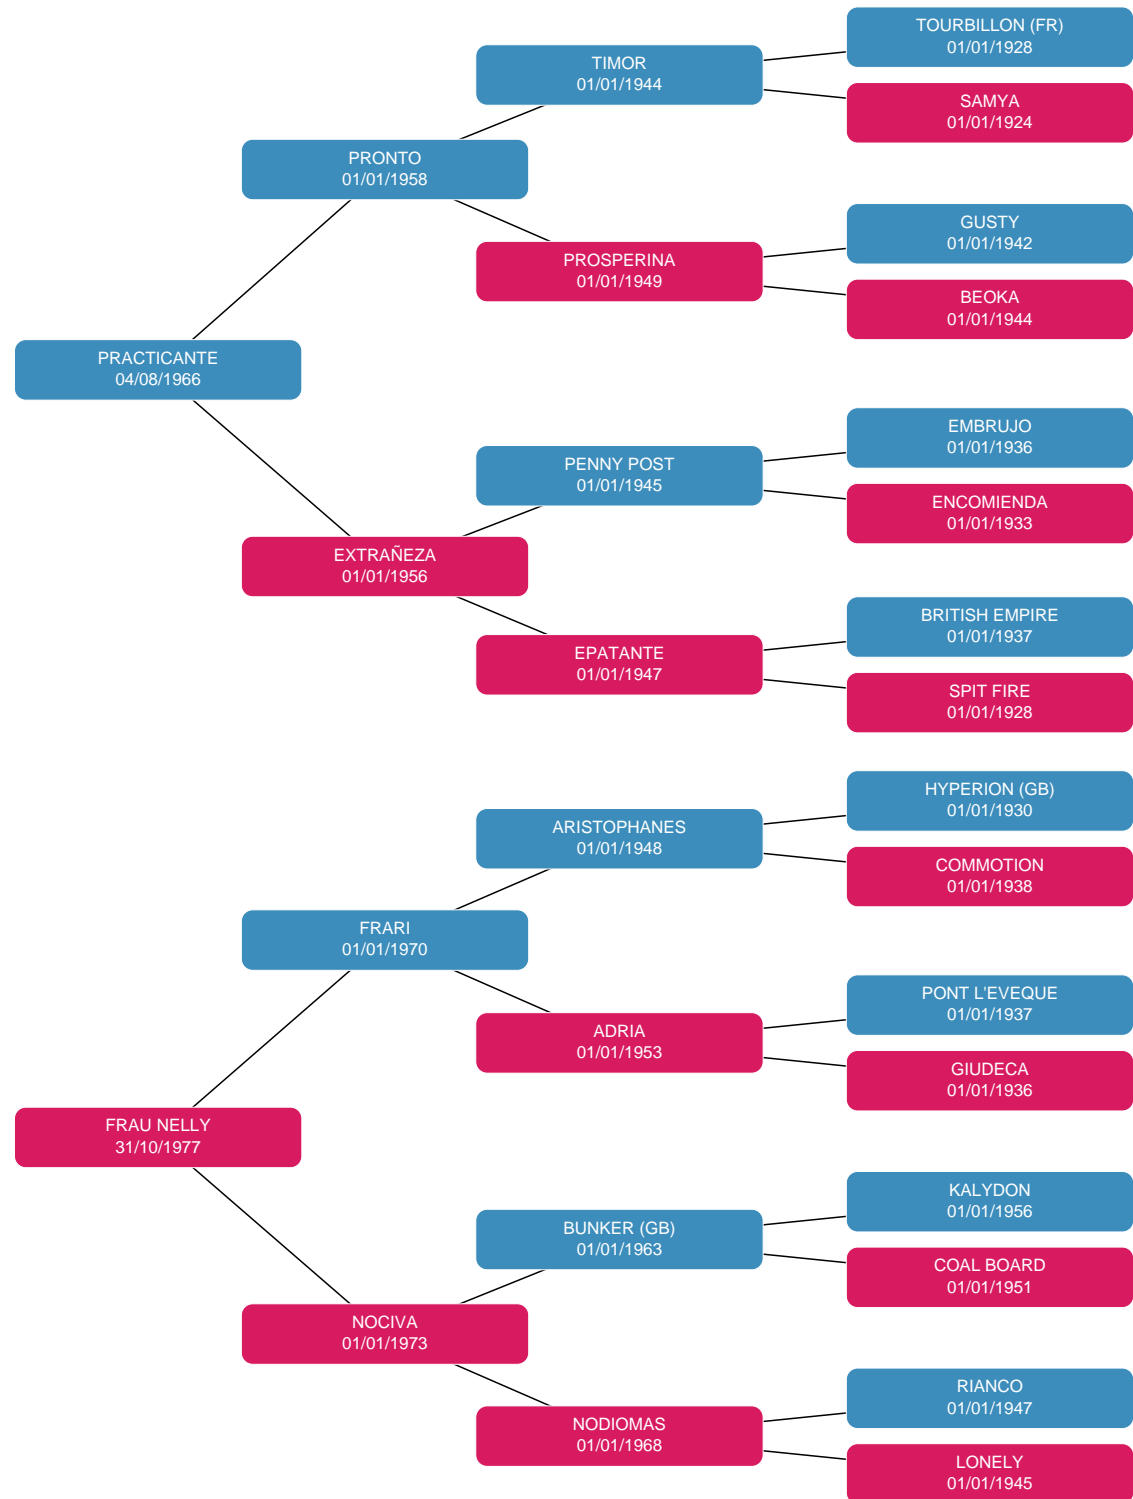 TOURBILLON (FR)
01/01/1928
TIMOR
01/01/1944
SAMYA
01/01/1924
PRONTO
01/01/1958
GUSTY
01/01/1942
PROSPERINA
01/01/1949
BEOKA
01/01/1944
PRACTICANTE
04/08/1966
EMBRUJO
01/01/1936
PENNY POST
01/01/1945
ENCOMIENDA
01/01/1933
EXTRAÑEZA
01/01/1956
BRITISH EMPIRE
01/01/1937
EPATANTE
01/01/1947
SPIT FIRE
01/01/1928
HYPERION (GB)
01/01/1930
ARISTOPHANES
01/01/1948
COMMOTION
01/01/1938
FRARI
01/01/1970
PONT L'EVEQUE
01/01/1937
ADRIA
01/01/1953
GIUDECA
01/01/1936
FRAU NELLY
31/10/1977
KALYDON
01/01/1956
BUNKER (GB)
01/01/1963
COAL BOARD
01/01/1951
NOCIVA
01/01/1973
RIANCO
01/01/1947
NODIOMAS
01/01/1968
LONELY
01/01/1945